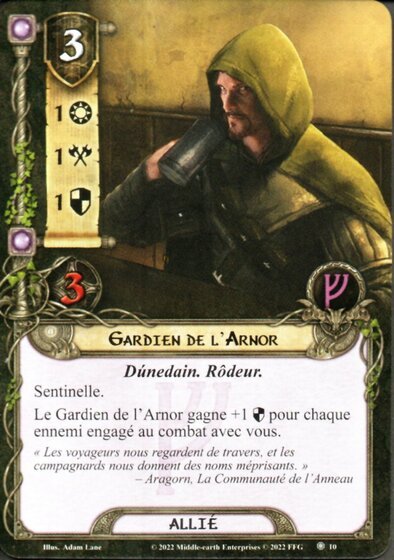 3
1
1
1
3
Gardien de l'Arnor
Dúnedain. Rôdeur.
Sentinelle.
Le Gardien de l'Arnor gagne +1 pour chaque
ennemi engagé au combat avec vous.
« Les voyageurs nous regardent de travers, et les
campagnards nous donnent des noms méprisants. »
– Aragorn, La Communauté de l'Anneau
ALLIÉ
Illus. Adam Lane © 2022 Middle-earth Enterprises © 2022 FFG 10